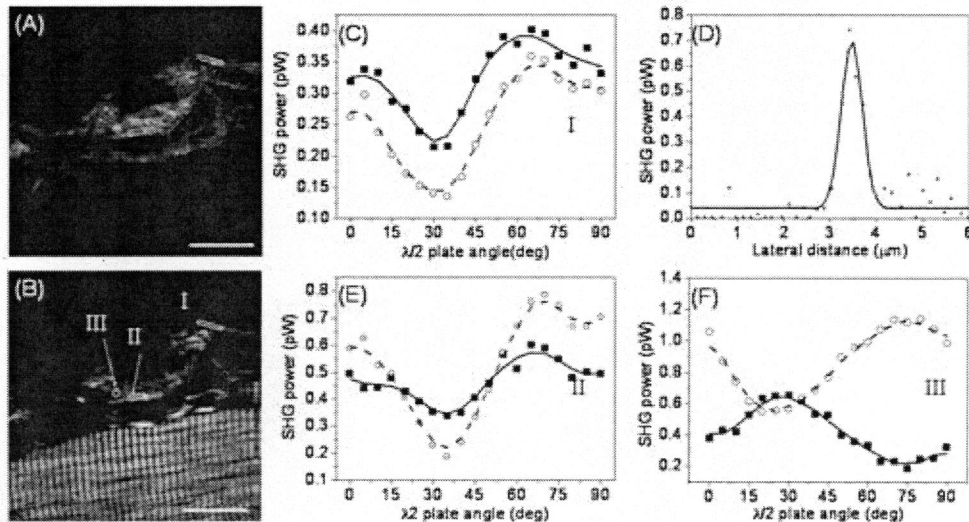 (A)
(B)
I
III
II
(C)
SHG power (pW)
0.40
0.35
0.30
0.25
0.20
0.15
0.10
I
0 15 30 45 60 75 90
λ/2 plate angle(deg)
(D)
SHG power (pW)
0.8
0.7
0.6
0.5
0.4
0.3
0.2
0.1
0.0
0 1 2 3 4 5 6
Lateral distance (μm)
(E)
SHG power (pW)
0.8
0.7
0.6
0.5
0.4
0.3
0.2
0.1
II
0 15 30 45 60 75 90
λ/2 plate angle (deg)
(F)
SHG power (pW)
1.4
1.2
1.0
0.8
0.6
0.4
0.2
III
0 15 30 45 60 75 90
λ/2 plate angle (deg)